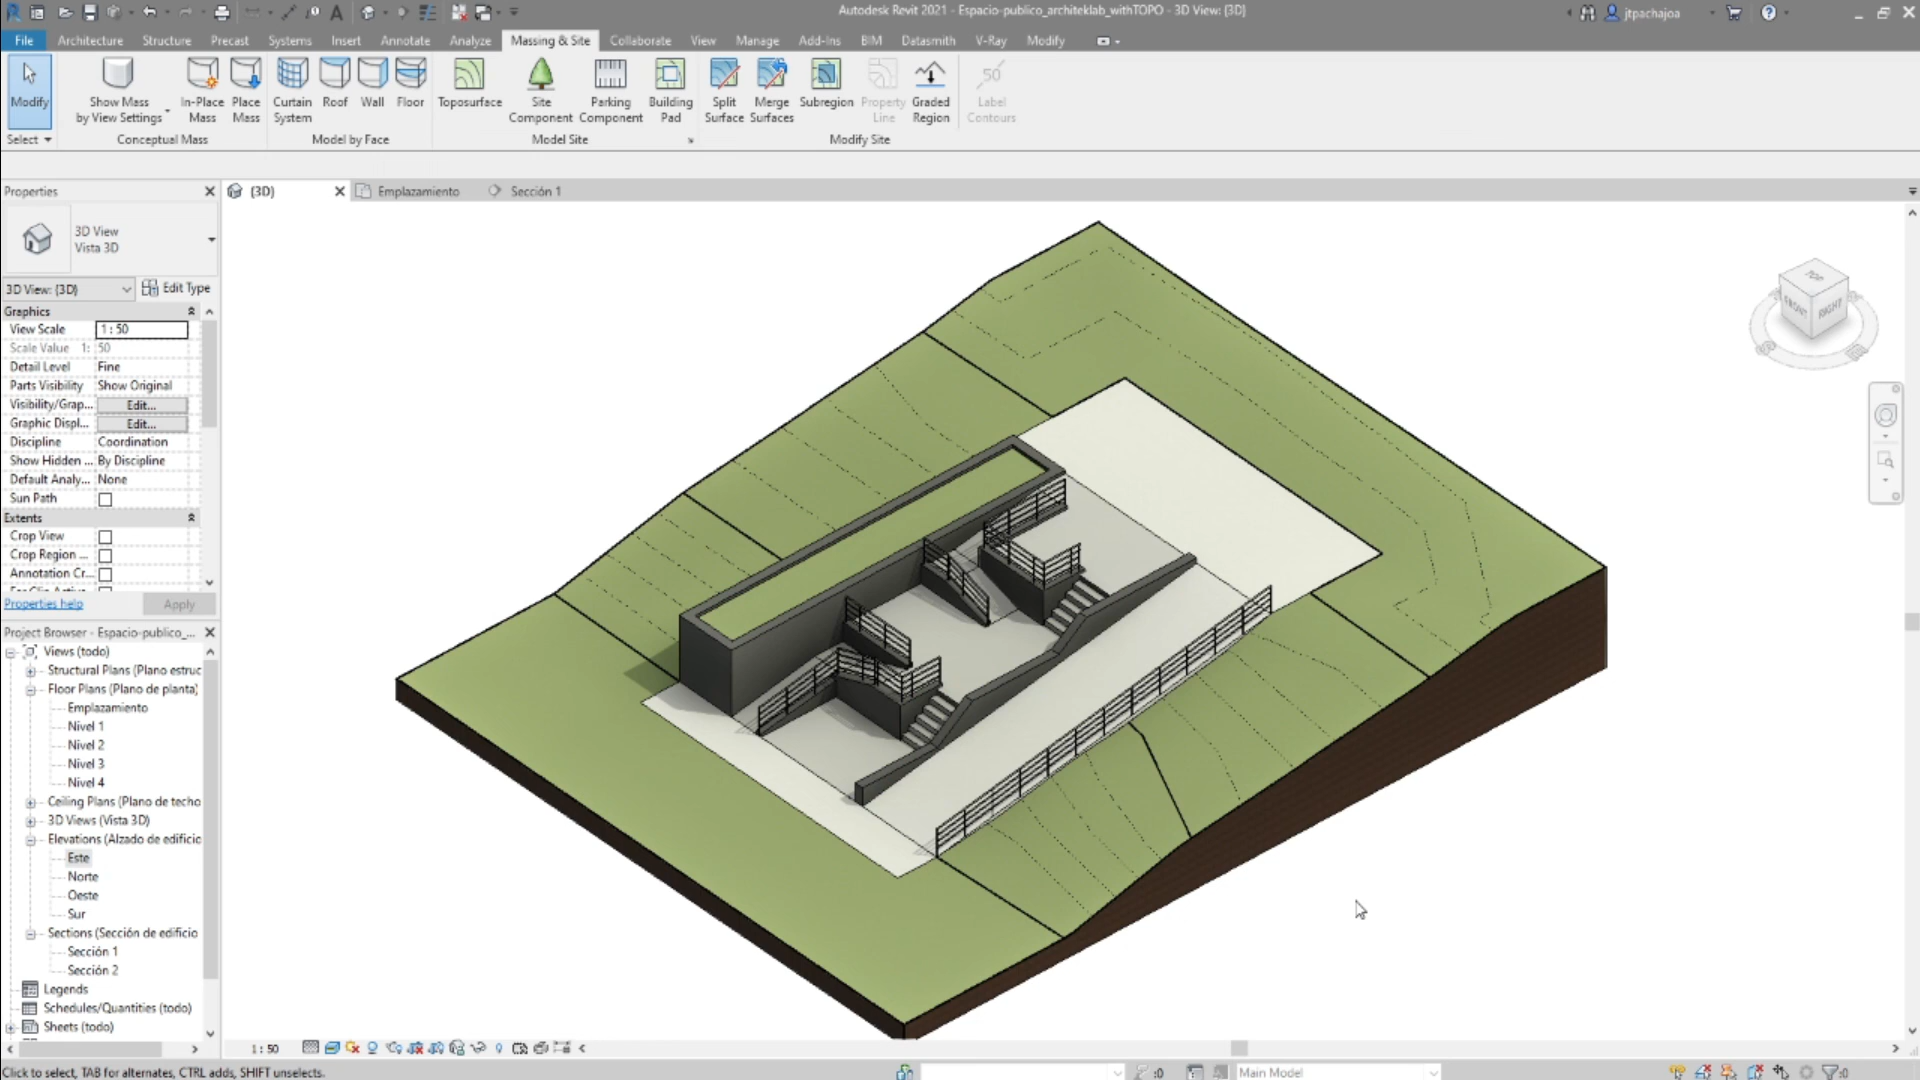 Autodesk Revit 2021 - Espacio-publico_architeklab_withTOPO - 3D View: {3D}
jtpachajoa
File Architecture Structure Precast Systems Insert Annotate Analyze Massing & Site Collaborate View Manage Add-Ins BIM Datasmith V-Ray Modify
Modify
Show Mass by View Settings
In-Place Mass
Place Mass
Curtain System
Roof
Wall
Floor
Toposurface
Site Component
Parking Component
Building Pad
Split Surface
Merge Surfaces
Subregion
Property Line
Graded Region
50
Label Contours
Select
Conceptual Mass
Model by Face
Model Site
Modify Site
Properties
{3D}
Emplazamiento
Sección 1
3D View
Vista 3D
3D View: {3D}
Edit Type
Graphics
View Scale 1 : 50
Scale Value 1: 50
Detail Level Fine
Parts Visibility Show Original
Visibility/Grap... Edit...
Graphic Displ... Edit...
Discipline Coordination
Show Hidden ... By Discipline
Default Analy... None
Sun Path
Extents
Crop View
Crop Region ...
Annotation Cr...
Properties help
Apply
Project Browser - Espacio-publico_...
Views (todo)
Structural Plans (Plano estruc
Floor Plans (Plano de planta)
Emplazamiento
Nivel 1
Nivel 2
Nivel 3
Nivel 4
Ceiling Plans (Plano de techo
3D Views (Vista 3D)
Elevations (Alzado de edificio
Este
Norte
Oeste
Sur
Sections (Sección de edificio
Sección 1
Sección 2
Legends
Schedules/Quantities (todo)
Sheets (todo)
TOP
FRONT
RIGHT
1 : 50
Click to select, TAB for alternates, CTRL adds, SHIFT unselects.
:0
Main Model
:0